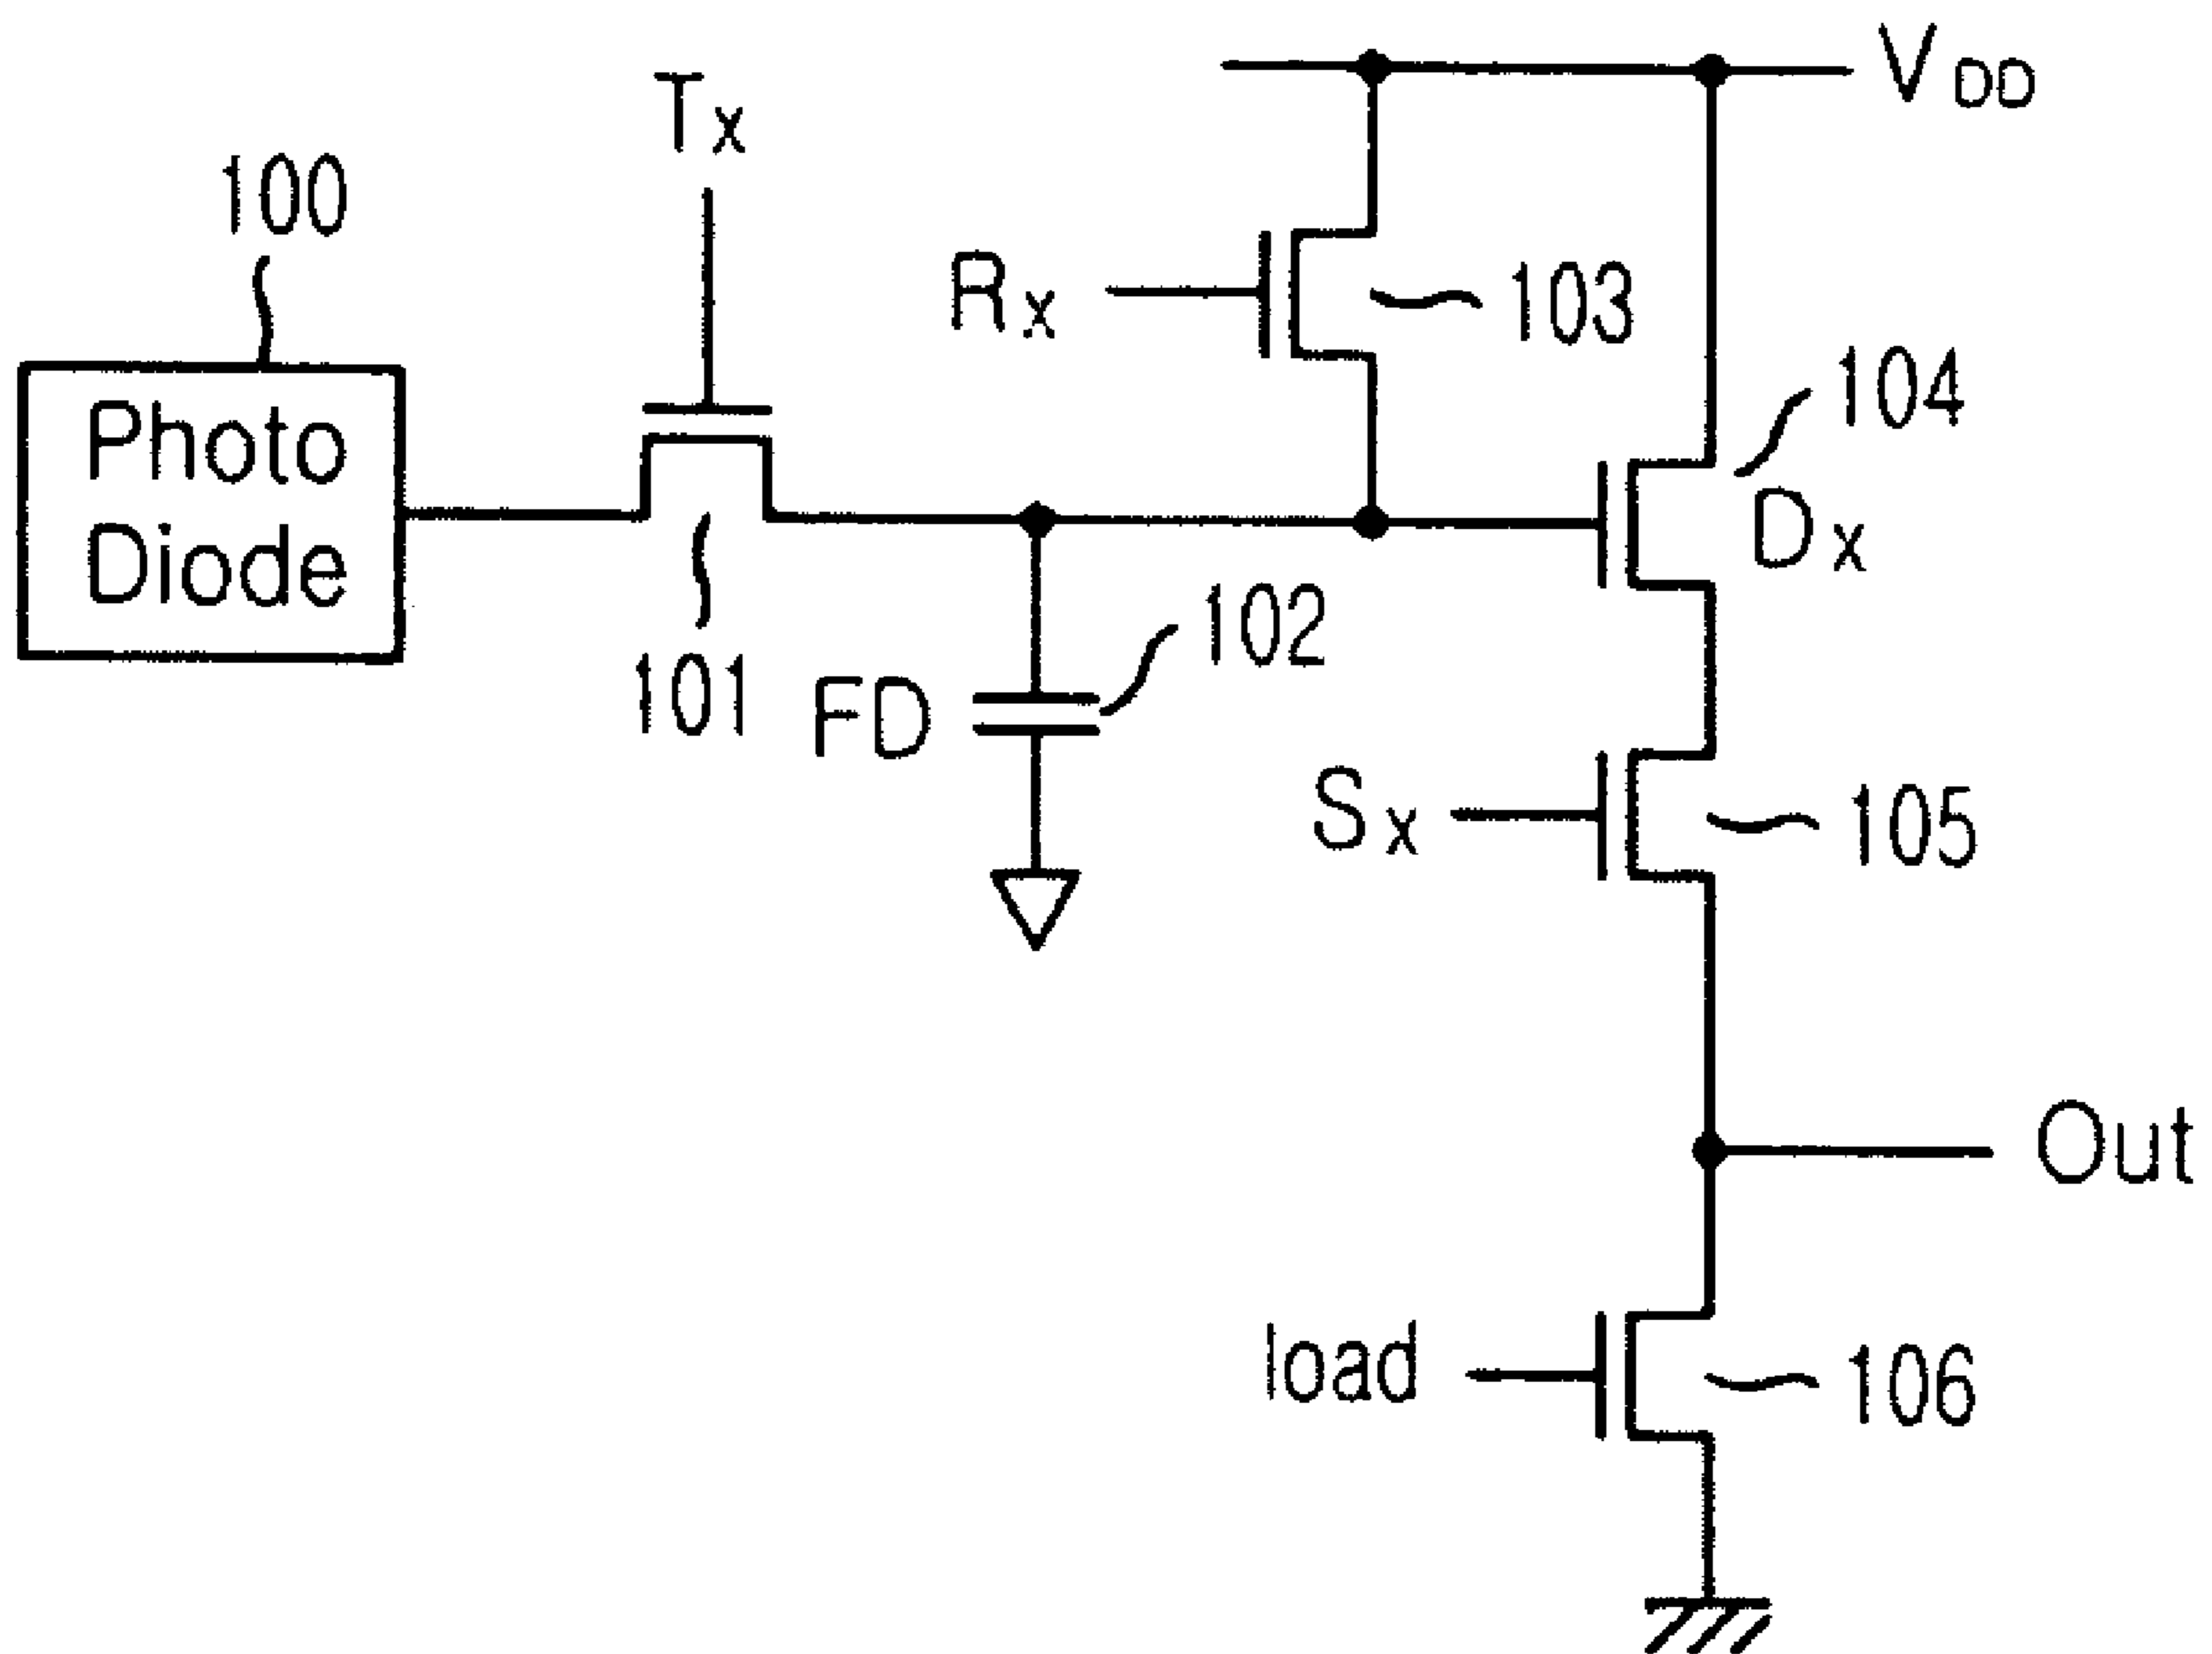 VDD
Tx
100
Rx
103
104
Photo
Diode
Dx
102
101
FD
Sx
105
Out
load
106